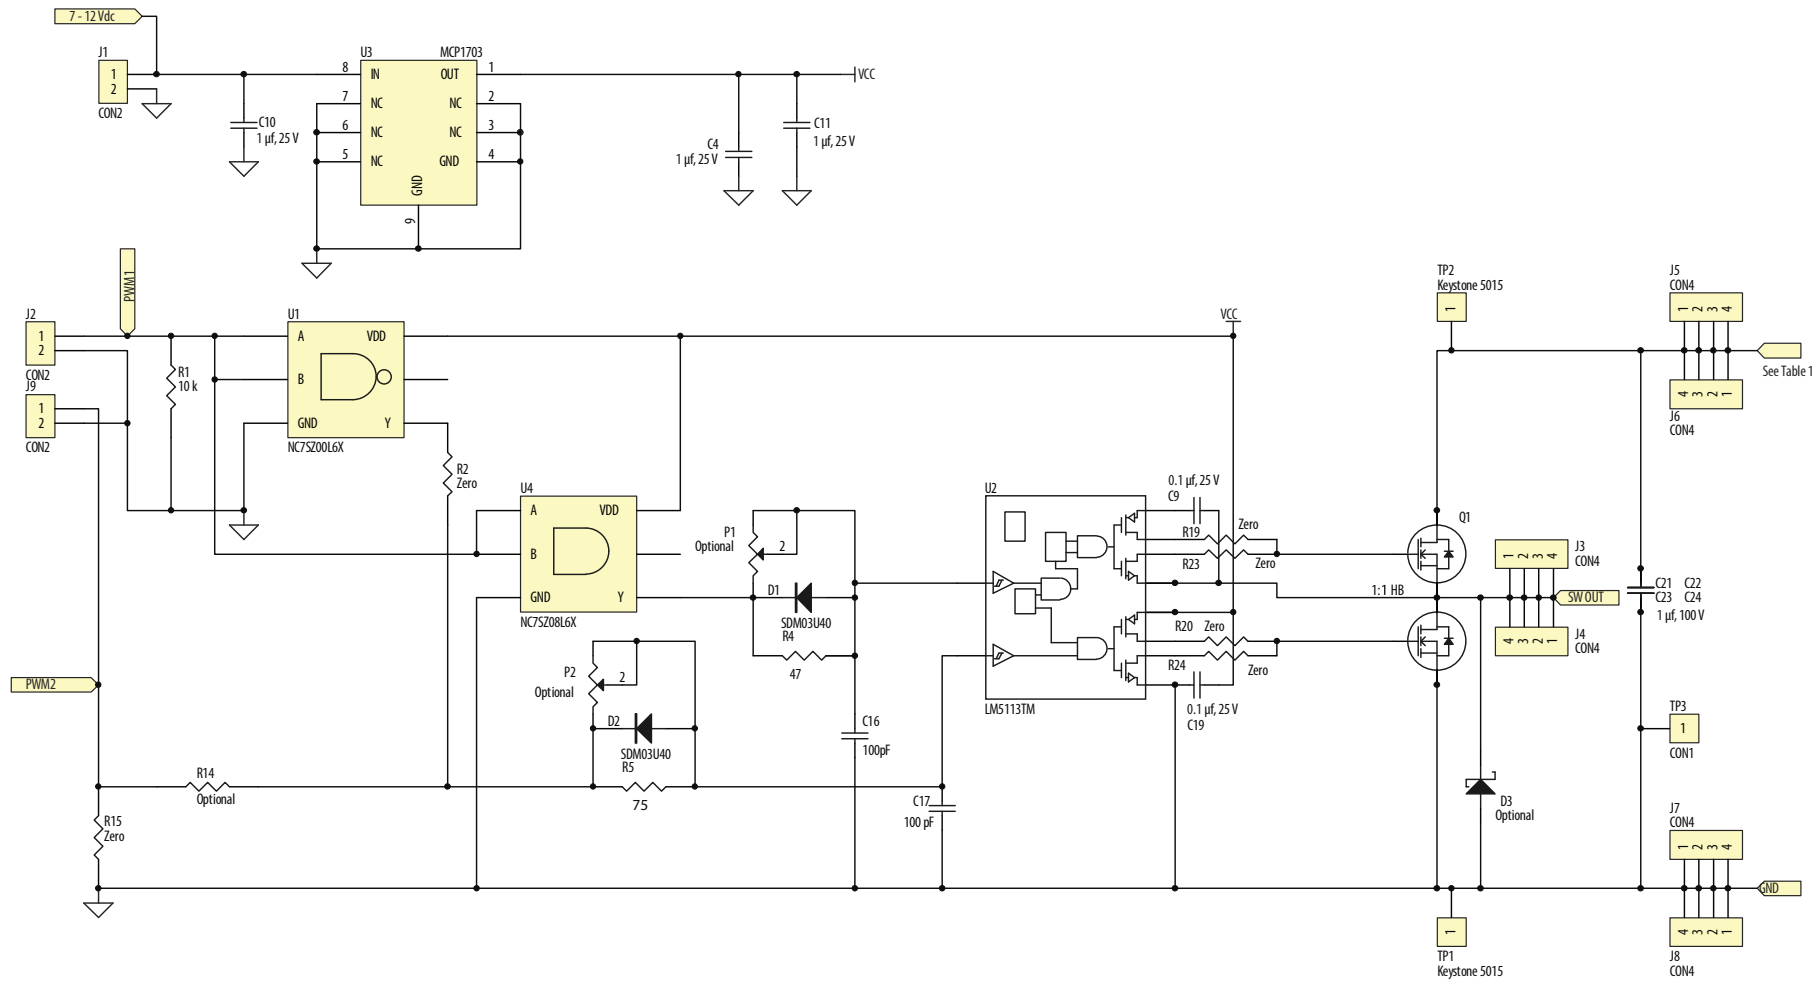 7 - 12 Vdc
J1
1
2
CON2
C10
1 µf, 25 V
U3
MCP1703
8
IN
OUT
1
7
NC
NC
2
6
NC
NC
3
5
NC
GND
4
GND
9
C4
1 µf, 25 V
C11
1 µf, 25 V
VCC
PWM1
J2
1
2
CON2
J9
1
2
CON2
R1
10 k
U1
A
VDD
B
GND
Y
NC7SZ00L6X
R2
Zero
U4
A
VDD
B
GND
Y
NC7SZ08L6X
P1
Optional
2
D1
SDM03U40
R4
47
P2
Optional
2
D2
SDM03U40
R5
75
C16
100pF
C17
100 pF
PWM2
R14
Optional
R15
Zero
U2
LM5113TM
0.1 µf, 25 V
C9
VCC
R19
Zero
R23
Zero
R20
Zero
R24
Zero
0.1 µf, 25 V
C19
1:1 HB
Q1
TP2
Keystone 5015
1
J5
CON4
1 2 3 4
See Table 1
4 3 2 1
J6
CON4
1 2 3 4
J3
CON4
SW OUT
4 3 2 1
J4
CON4
C21 C22
C23 C24
1 µf, 100 V
TP3
1
CON1
D3
Optional
J7
CON4
1 2 3 4
GND
4 3 2 1
J8
CON4
1
TP1
Keystone 5015